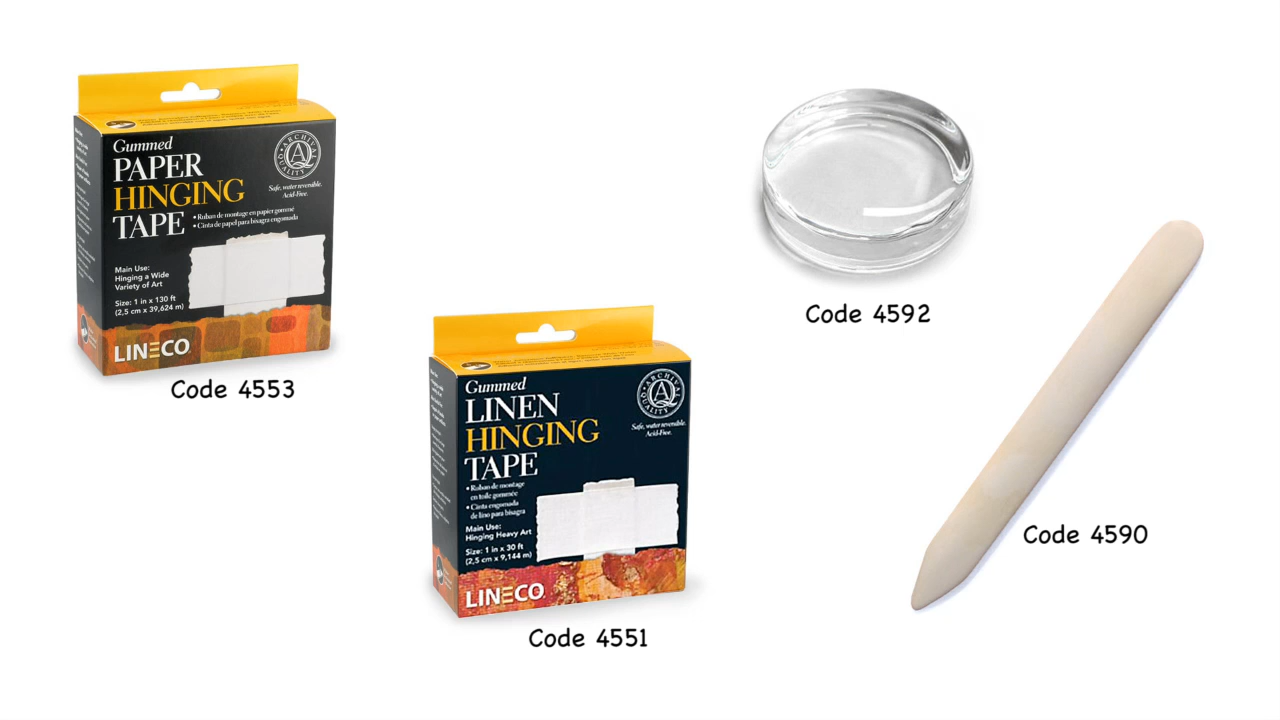 Gummed
PAPER
HINGING
TAPE
ARCHIVAL
QUALITY
A
Safe, water reversible.
Acid-Free.
• Ruban de montage en papier gommé
• Cinta de papel para bisagra engomada
Main Use:
Hinging a Wide
Variety of Art
Size: 1 in x 130 ft
(2,5 cm x 39,624 m)
LINECO
Code 4553
Gummed
LINEN
HINGING
TAPE
ARCHIVAL
QUALITY
A
Safe, water reversible.
Acid-Free.
• Ruban de montage
en toile gommée
• Cinta engomada
de lino para bisagra
Main Use:
Hinging Heavy Art
Size: 1 in x 30 ft
(2,5 cm x 9,144 m)
LINECO
Code 4551
Code 4592
Code 4590